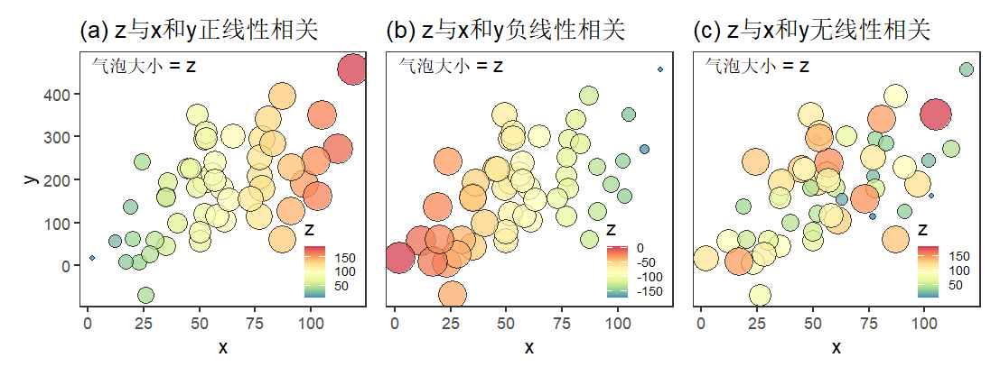 (a) z与x和y正线性相关
(b) z与x和y负线性相关
(c) z与x和y无线性相关
气泡大小 = z
气泡大小 = z
气泡大小 = z
400
300
200
100
0
y
z
150
100
50
z
0
-50
-100
-150
z
150
100
50
0 25 50 75 100
0 25 50 75 100
0 25 50 75 100
x
x
x